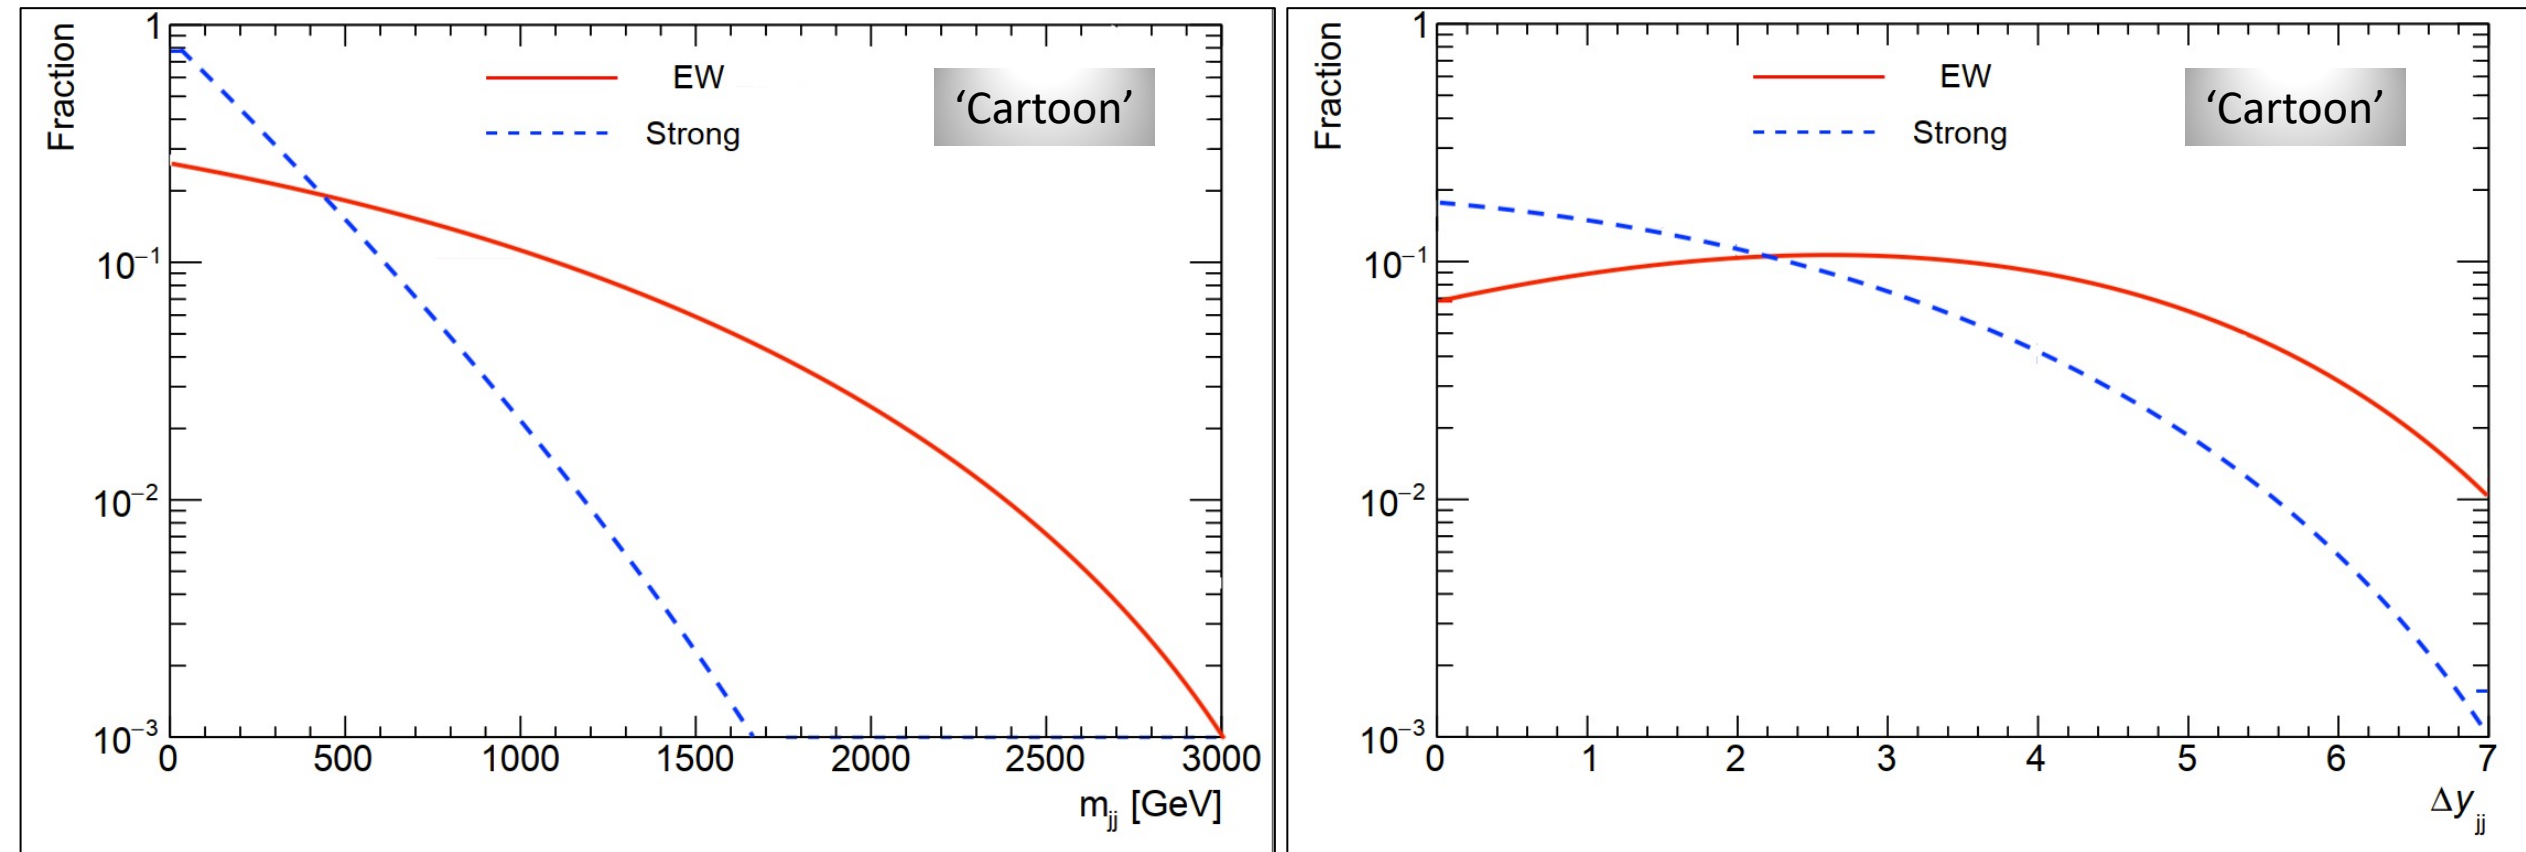 Fraction
1
10⁻¹
10⁻²
10⁻³
EW
Strong
‘Cartoon’
0 500 1000 1500 2000 2500 3000
m_jj [GeV]
Fraction
1
10⁻¹
10⁻²
10⁻³
EW
Strong
‘Cartoon’
0 1 2 3 4 5 6 7
Δy_jj